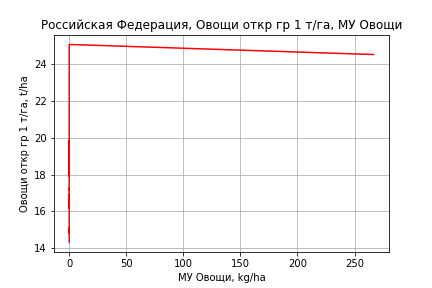 Российская Федерация, Овощи откр гр 1 т/га, МУ Овощи
Овощи откр гр 1 т/га, t/ha
24
22
20
18
16
14
0 50 100 150 200 250
МУ Овощи, kg/ha